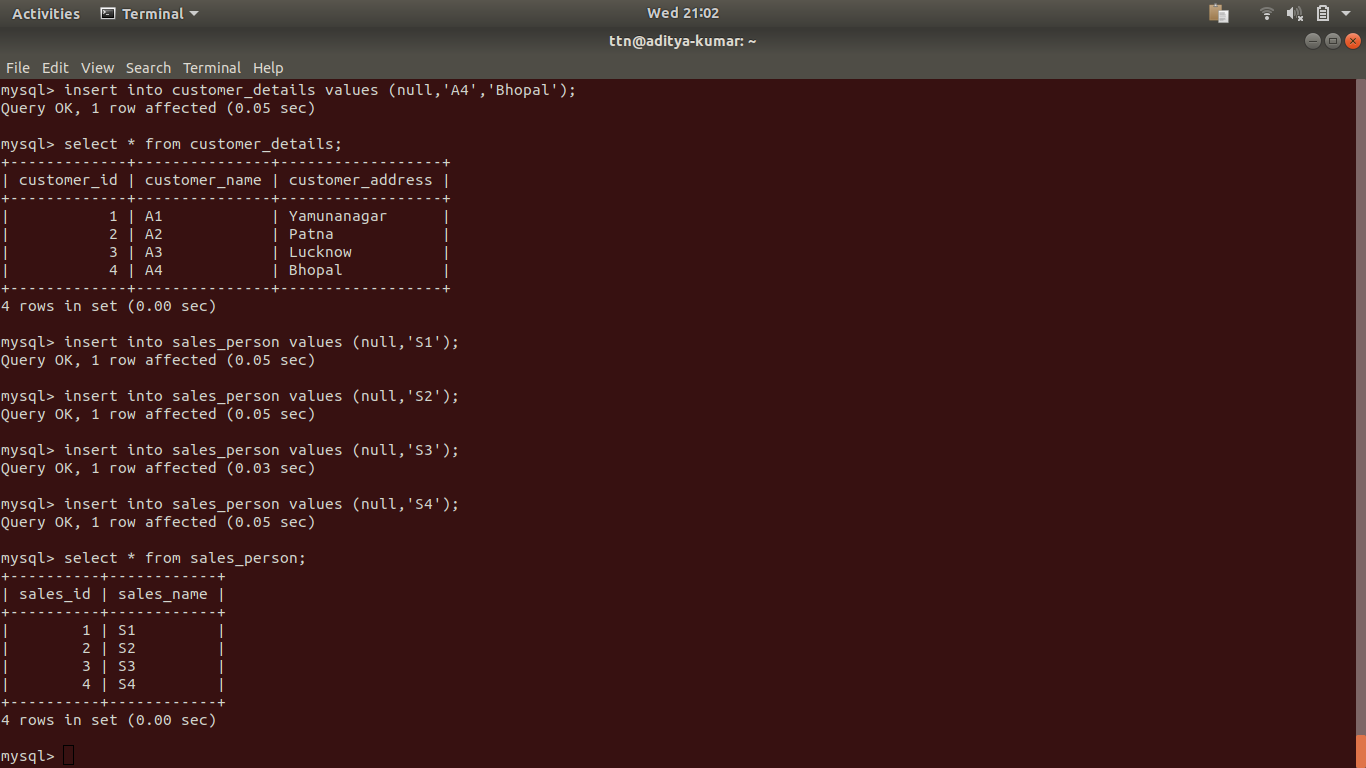 Activities Terminal Wed 21:02
ttn@aditya-kumar: ~
File Edit View Search Terminal Help
mysql> insert into customer_details values (null,'A4','Bhopal');
Query OK, 1 row affected (0.05 sec)

mysql> select * from customer_details;
+-------------+---------------+------------------+
| customer_id | customer_name | customer_address |
+-------------+---------------+------------------+
|           1 | A1            | Yamunanagar      |
|           2 | A2            | Patna            |
|           3 | A3            | Lucknow          |
|           4 | A4            | Bhopal           |
+-------------+---------------+------------------+
4 rows in set (0.00 sec)

mysql> insert into sales_person values (null,'S1');
Query OK, 1 row affected (0.05 sec)

mysql> insert into sales_person values (null,'S2');
Query OK, 1 row affected (0.05 sec)

mysql> insert into sales_person values (null,'S3');
Query OK, 1 row affected (0.03 sec)

mysql> insert into sales_person values (null,'S4');
Query OK, 1 row affected (0.05 sec)

mysql> select * from sales_person;
+----------+------------+
| sales_id | sales_name |
+----------+------------+
|        1 | S1         |
|        2 | S2         |
|        3 | S3         |
|        4 | S4         |
+----------+------------+
4 rows in set (0.00 sec)

mysql>